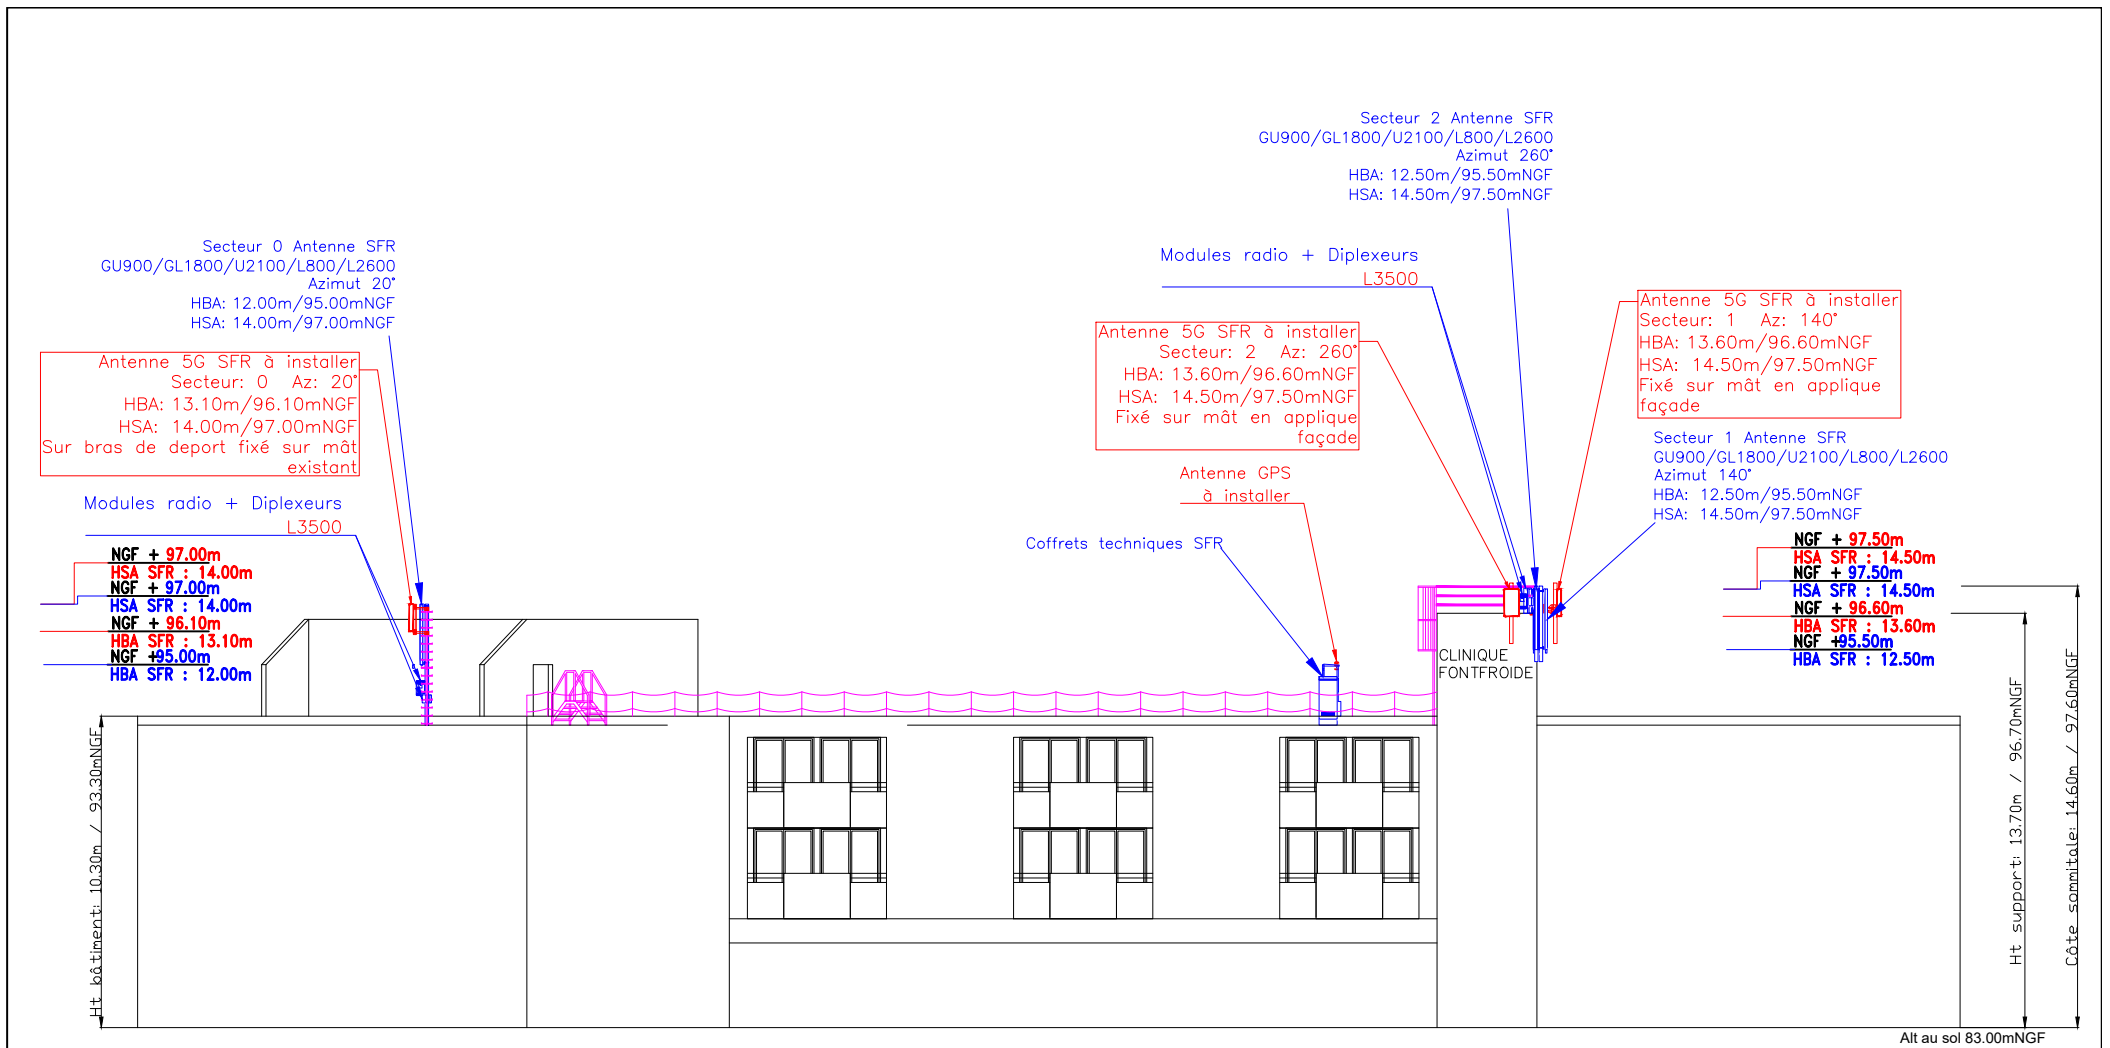 Secteur 2 Antenne SFR
GU900/GL1800/U2100/L800/L2600
Azimut 260°
HBA: 12.50m/95.50mNGF
HSA: 14.50m/97.50mNGF
Secteur 0 Antenne SFR
GU900/GL1800/U2100/L800/L2600
Azimut 20°
HBA: 12.00m/95.00mNGF
HSA: 14.00m/97.00mNGF
Modules radio + Diplexeurs
L3500
Antenne 5G SFR à installer
Secteur: 1 Az: 140°
HBA: 13.60m/96.60mNGF
HSA: 14.50m/97.50mNGF
Fixé sur mât en applique
façade
Antenne 5G SFR à installer
Secteur: 2 Az: 260°
HBA: 13.60m/96.60mNGF
HSA: 14.50m/97.50mNGF
Fixé sur mât en applique
façade
Antenne 5G SFR à installer
Secteur: 0 Az: 20°
HBA: 13.10m/96.10mNGF
HSA: 14.00m/97.00mNGF
Sur bras de deport fixé sur mât
existant
Secteur 1 Antenne SFR
GU900/GL1800/U2100/L800/L2600
Azimut 140°
HBA: 12.50m/95.50mNGF
HSA: 14.50m/97.50mNGF
Antenne GPS
à installer
Modules radio + Diplexeurs
L3500
Coffrets techniques SFR
NGF + 97.00m
HSA SFR : 14.00m
NGF + 97.00m
HSA SFR : 14.00m
NGF + 96.10m
HBA SFR : 13.10m
NGF +95.00m
HBA SFR : 12.00m
NGF + 97.50m
HSA SFR : 14.50m
NGF + 97.50m
HSA SFR : 14.50m
NGF + 96.60m
HBA SFR : 13.60m
NGF +95.50m
HBA SFR : 12.50m
CLINIQUE
FONTFROIDE
Ht bâtiment: 10.30m / 93.30mNGF
Ht support: 13.70m / 96.70mNGF
Côte sommitale: 14.60m / 97.60mNGF
Alt au sol 83.00mNGF